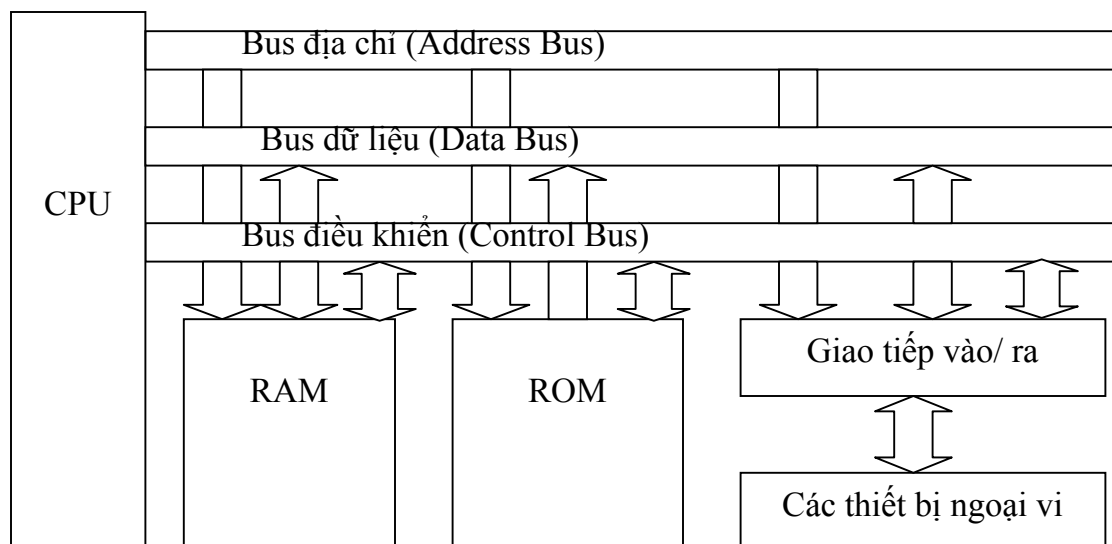 Bus địa chỉ (Address Bus)
Bus dữ liệu (Data Bus)
CPU
Bus điều khiển (Control Bus)
Giao tiếp vào/ ra
RAM
ROM
Các thiết bị ngoại vi